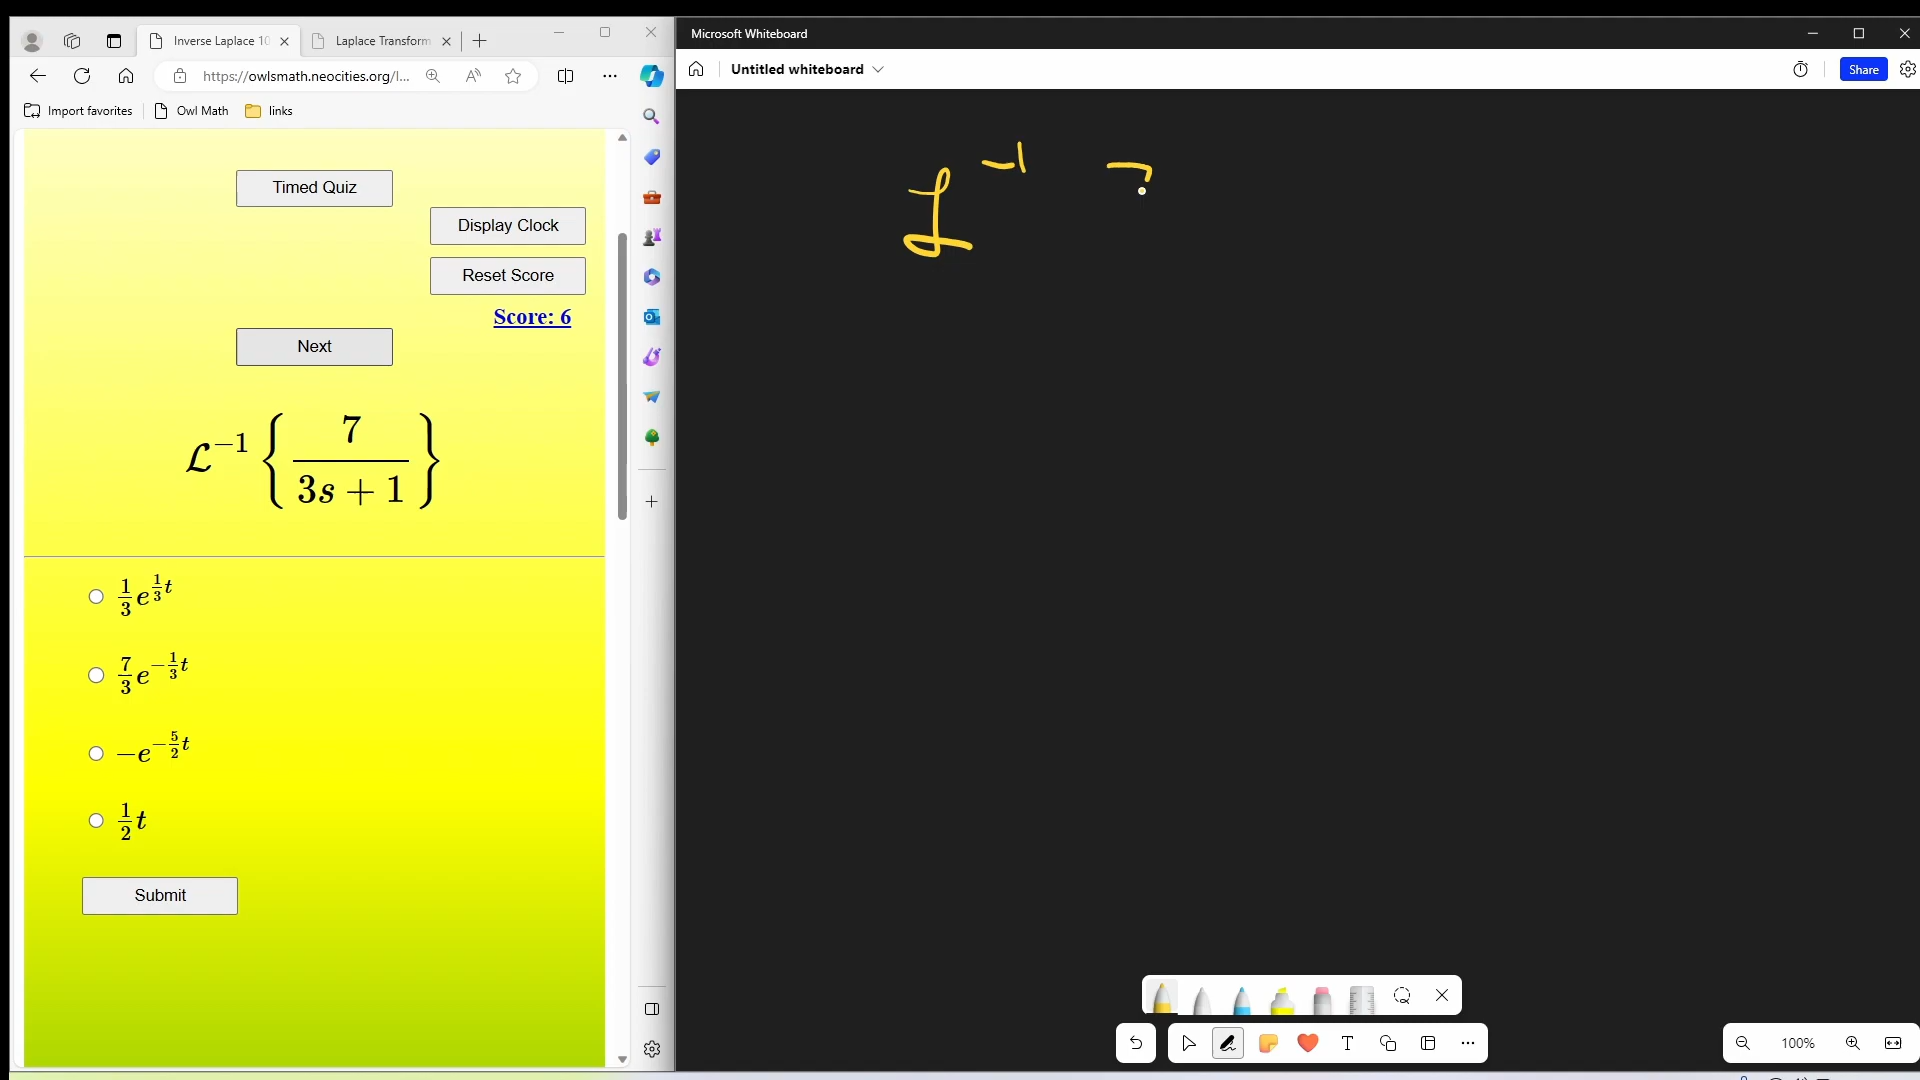 Inverse Laplace 10
Laplace Transform
https://owlsmath.neocities.org/l...
Import favorites
Owl Math
links
Timed Quiz
Display Clock
Reset Score
Score: 6
Next
ℒ⁻¹ { 7 / (3s + 1) }
1/3 e^(1/3 t)
7/3 e^(−1/3 t)
−e^(−5/2 t)
1/2 t
Submit
Microsoft Whiteboard
Untitled whiteboard
Share
ℒ⁻¹ 7
100%